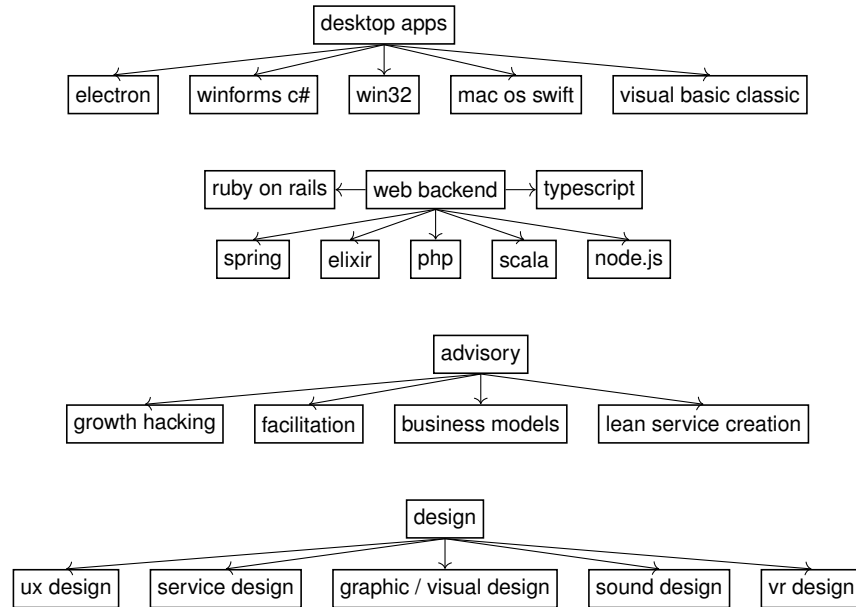 desktop apps
electron winforms c# win32 mac os swift visual basic classic
ruby on rails web backend typescript
spring elixir php scala node.js
advisory
growth hacking facilitation business models lean service creation
design
ux design service design graphic / visual design sound design vr design